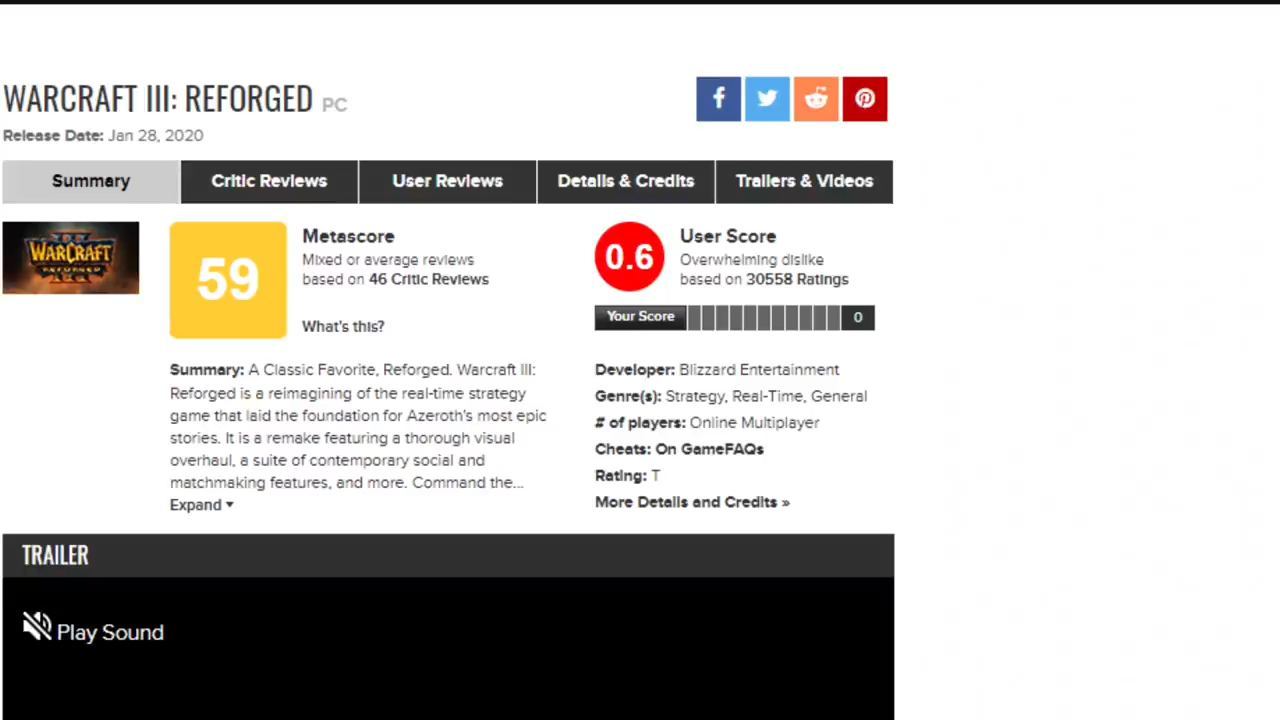 WARCRAFT III: REFORGED PC
Release Date: Jan 28, 2020
Summary
Critic Reviews
User Reviews
Details & Credits
Trailers & Videos
WARCRAFT
REFORGED
59
Metascore
Mixed or average reviews
based on 46 Critic Reviews
What's this?
0.6
User Score
Overwhelming dislike
based on 30558 Ratings
Your Score
0
Summary: A Classic Favorite, Reforged. Warcraft III:
Reforged is a reimagining of the real-time strategy
game that laid the foundation for Azeroth's most epic
stories. It is a remake featuring a thorough visual
overhaul, a suite of contemporary social and
matchmaking features, and more. Command the...
Expand
Developer: Blizzard Entertainment
Genre(s): Strategy, Real-Time, General
# of players: Online Multiplayer
Cheats: On GameFAQs
Rating: T
More Details and Credits »
TRAILER
Play Sound